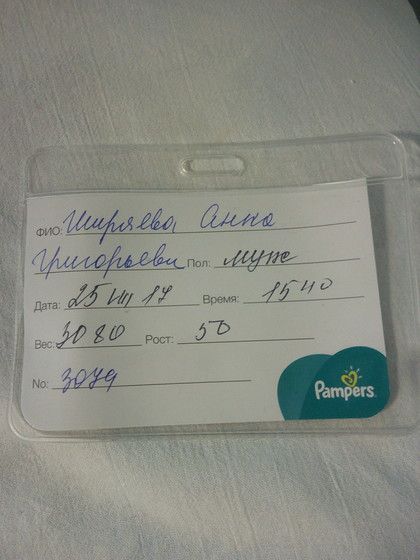 ФИО: Ширяева Анна
Григорьевн Пол: муж
Дата: 25 VIII 17 Время: 15 40
Вес: 3080 Рост: 50
No: 3079
Pampers